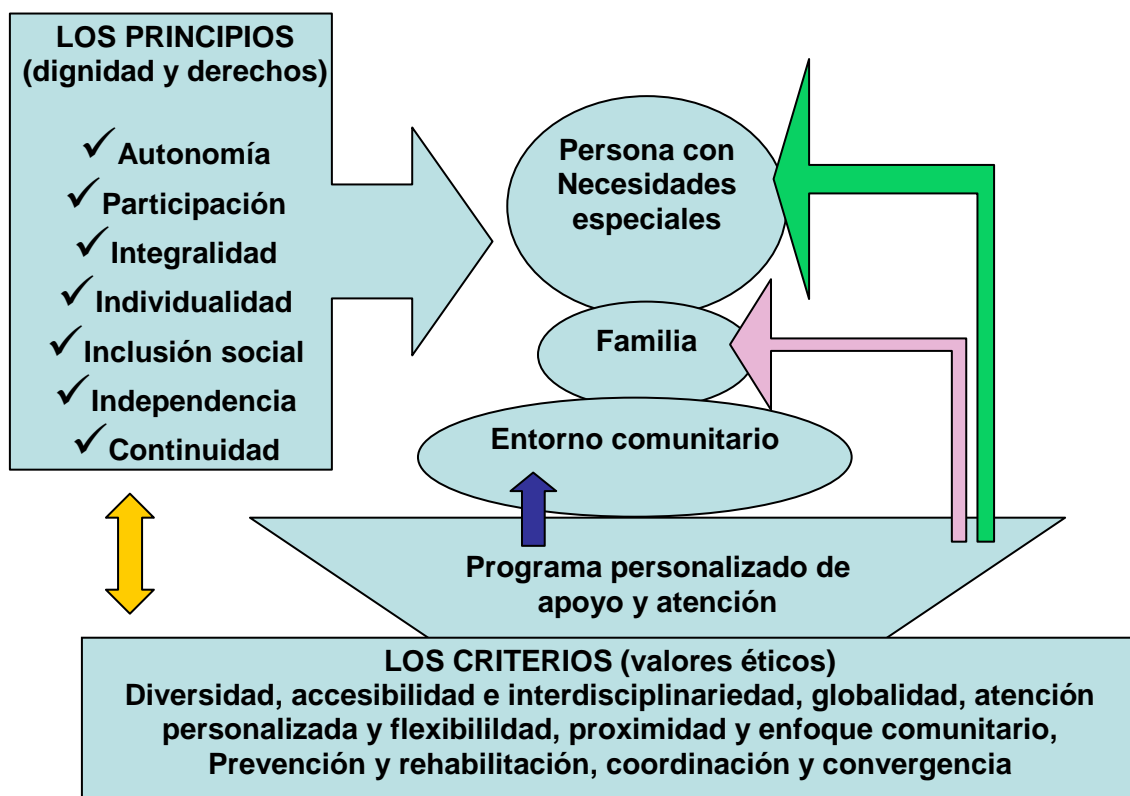 LOS PRINCIPIOS
(dignidad y derechos)
✓Autonomía
✓Participación
✓Integralidad
✓Individualidad
✓Inclusión social
✓Independencia
✓Continuidad
Persona con
Necesidades
especiales
Familia
Entorno comunitario
Programa personalizado de
apoyo y atención
LOS CRITERIOS (valores éticos)
Diversidad, accesibilidad e interdisciplinariedad, globalidad, atención
personalizada y flexibilildad, proximidad y enfoque comunitario,
Prevención y rehabilitación, coordinación y convergencia